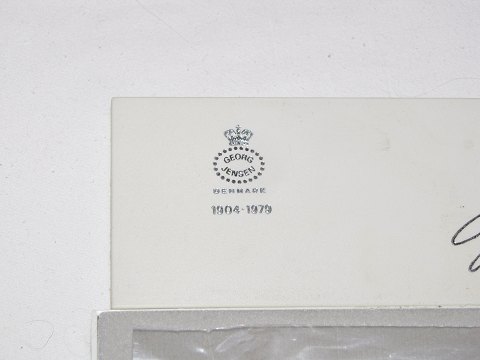 GEORG
JENSEN
DENMARK
1904-1979